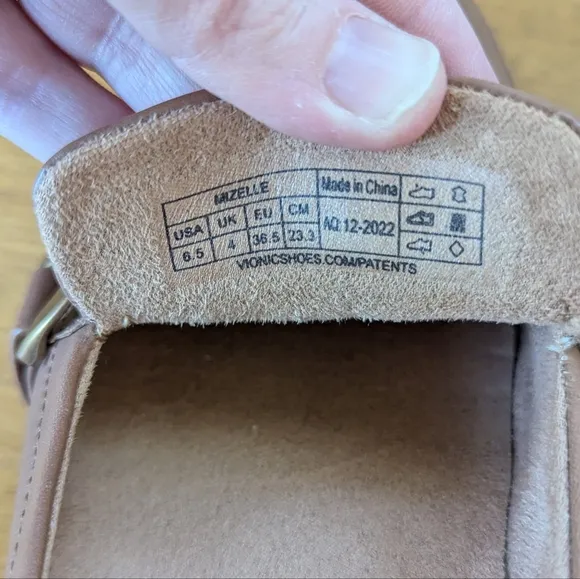 MIZELLE Made in China
USA UK EU CM AQ 12-2022
6.5 4 36.5 23.3
VIONICSHOES.COM/PATENTS